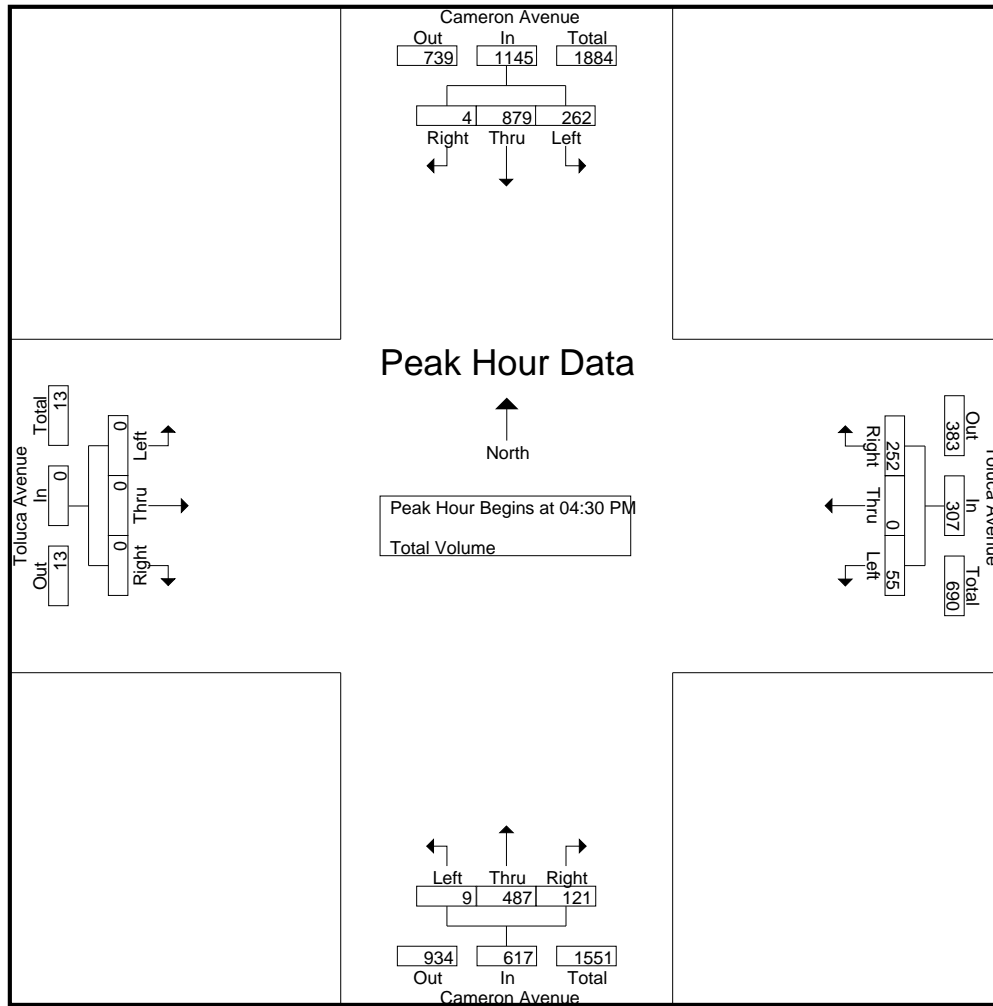 Cameron Avenue
Out In Total
739 1145 1884
4 879 262
Right Thru Left
Peak Hour Data
North
Peak Hour Begins at 04:30 PM
Total Volume
Toluca Avenue
Out In Total
13 0 13
Left Thru Right
0 0 0
Toluca Avenue
Out In Total
383 307 690
Right Thru Left
252 0 55
Left Thru Right
9 487 121
934 617 1551
Out In Total
Cameron Avenue